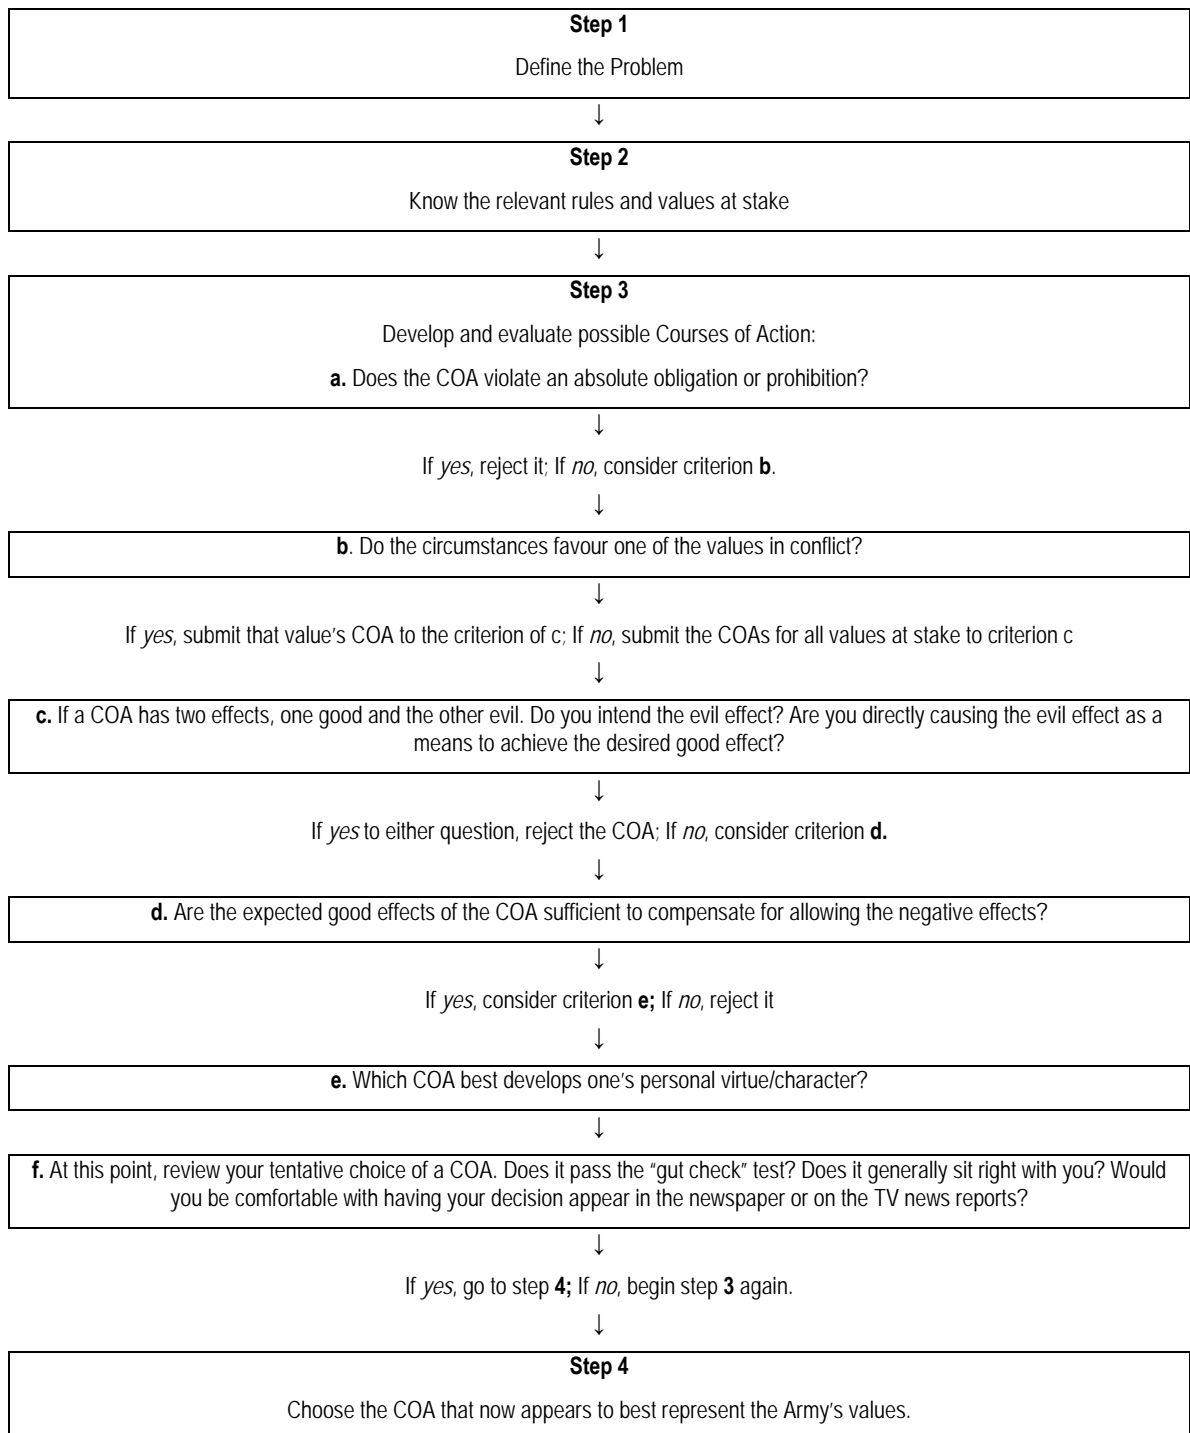 Step 1
Define the Problem
↓
Step 2
Know the relevant rules and values at stake
↓
Step 3
Develop and evaluate possible Courses of Action:
a. Does the COA violate an absolute obligation or prohibition?
↓
If yes, reject it; If no, consider criterion b.
↓
b. Do the circumstances favour one of the values in conflict?
↓
If yes, submit that value's COA to the criterion of c; If no, submit the COAs for all values at stake to criterion c
↓
c. If a COA has two effects, one good and the other evil. Do you intend the evil effect? Are you directly causing the evil effect as a
means to achieve the desired good effect?
↓
If yes to either question, reject the COA; If no, consider criterion d.
↓
d. Are the expected good effects of the COA sufficient to compensate for allowing the negative effects?
↓
If yes, consider criterion e; If no, reject it
↓
e. Which COA best develops one's personal virtue/character?
↓
f. At this point, review your tentative choice of a COA. Does it pass the “gut check” test? Does it generally sit right with you? Would
you be comfortable with having your decision appear in the newspaper or on the TV news reports?
↓
If yes, go to step 4; If no, begin step 3 again.
↓
Step 4
Choose the COA that now appears to best represent the Army's values.